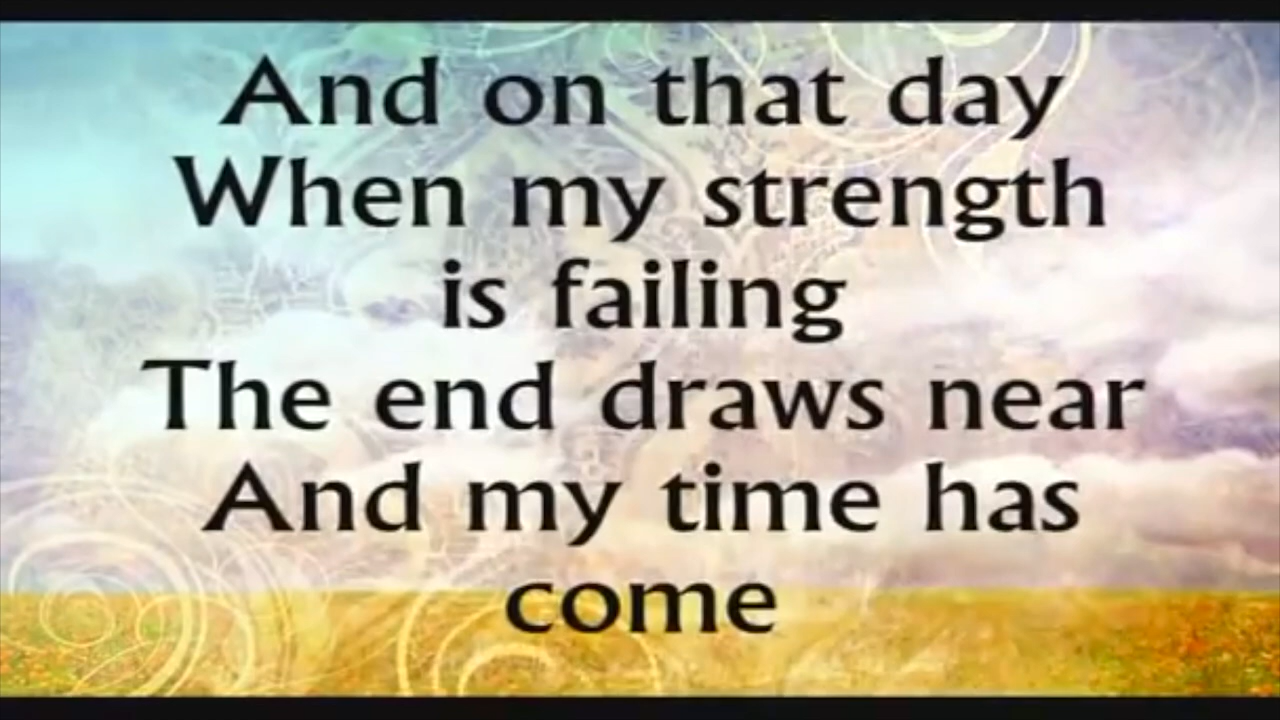 And on that day
When my strength
is failing
The end draws near
And my time has
come